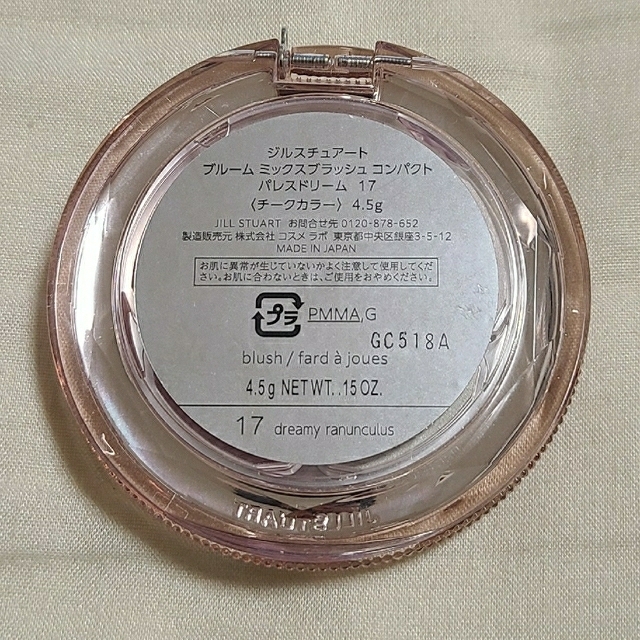 ジルスチュアート
ブルーム ミックスブラッシュ コンパクト
パレスドリーム 17
〈チークカラー〉 4.5g
JILL STUART お問合せ先 0120-878-652
製造販売元 株式会社 コスメ ラボ 東京都中央区銀座3-5-12
MADE IN JAPAN
お肌に異常が生じていないかよく注意して使用してくだ
さい。お肌に合わないときは、ご使用をおやめください。
プラ PMMA,G
GC518A
blush / fard à joues
4.5g NET WT. .15 OZ.
17 dreamy ranunculus
JILL STUART